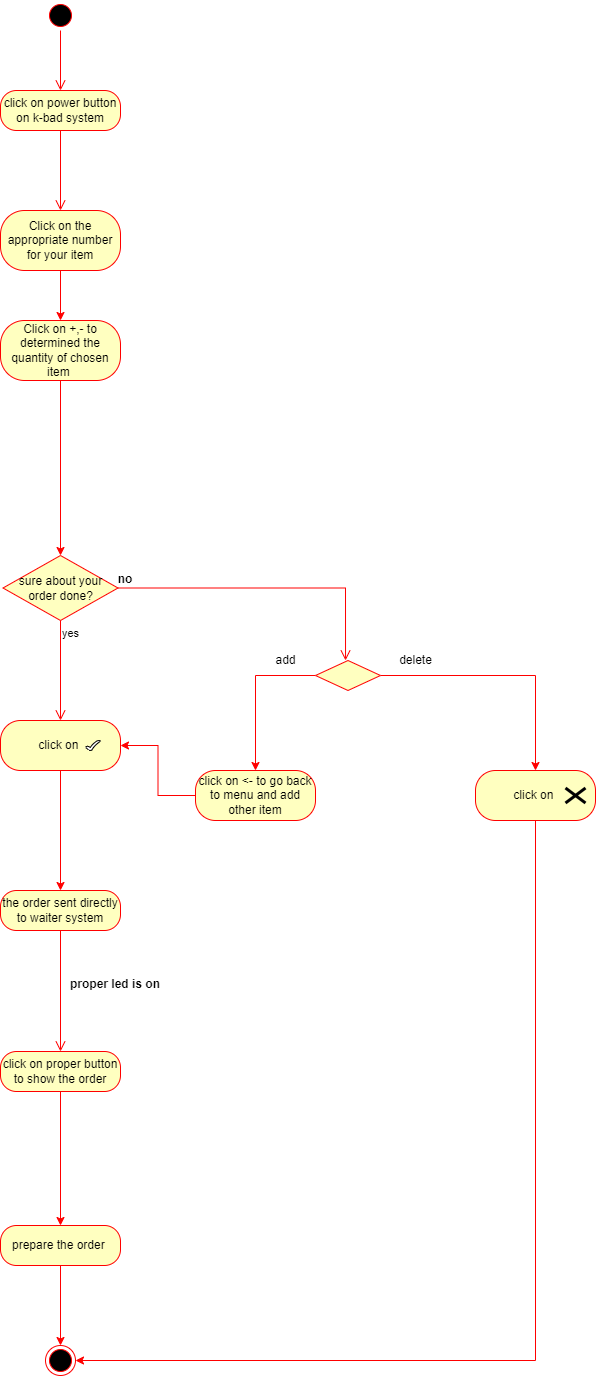 click on power button
on k-bad system
Click on the
appropriate number
for your item
Click on +,- to
determined the
quantity of chosen
item
sure about your
order done?
no
yes
add
delete
click on
click on <- to go back
to menu and add
other item
click on
the order sent directly
to waiter system
proper led is on
click on proper button
to show the order
prepare the order